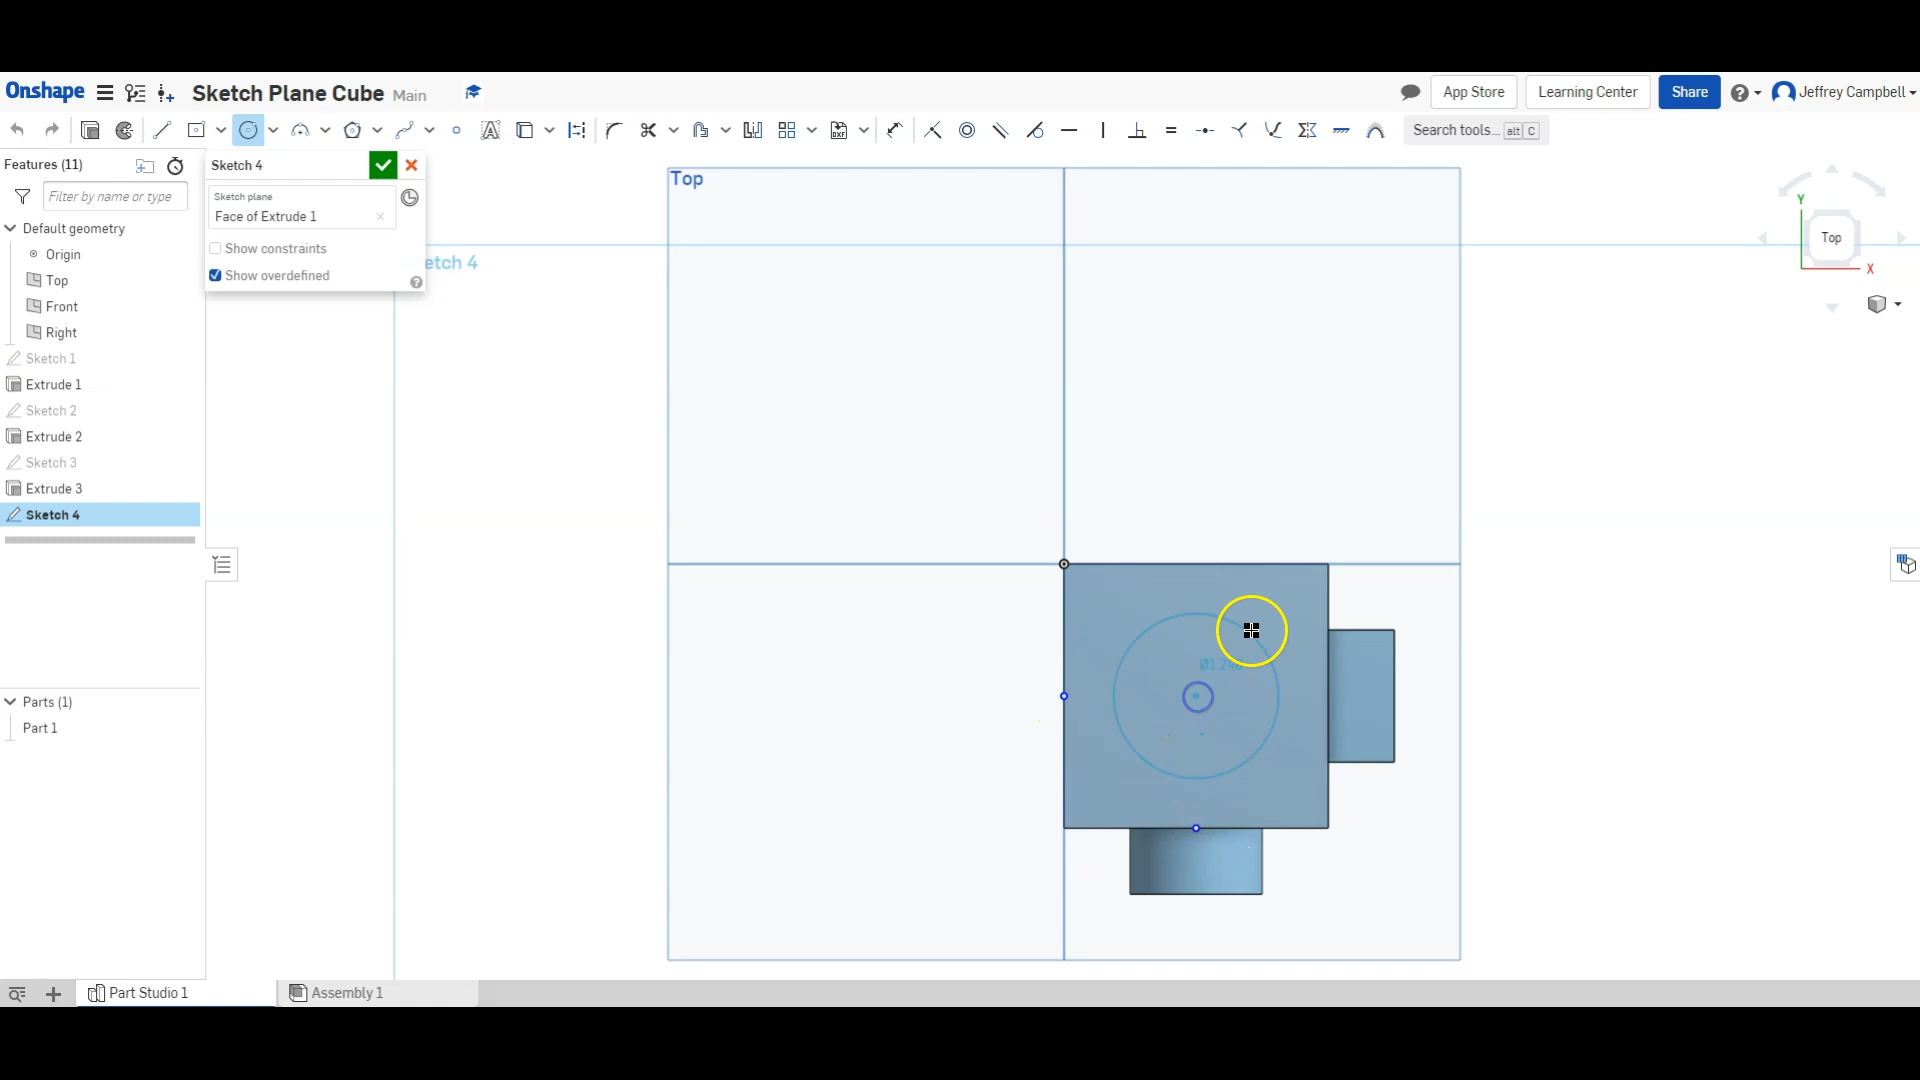 Onshape
Sketch Plane Cube Main
App Store
Learning Center
Share
Jeffrey Campbell
Search tools... alt C
Features (11)
Filter by name or type
Default geometry
Origin
Top
Front
Right
Sketch 1
Extrude 1
Sketch 2
Extrude 2
Sketch 3
Extrude 3
Sketch 4
Parts (1)
Part 1
Sketch 4
Sketch plane
Face of Extrude 1
Show constraints
Show overdefined
etch 4
Top
Y
Top
X
Part Studio 1
Assembly 1